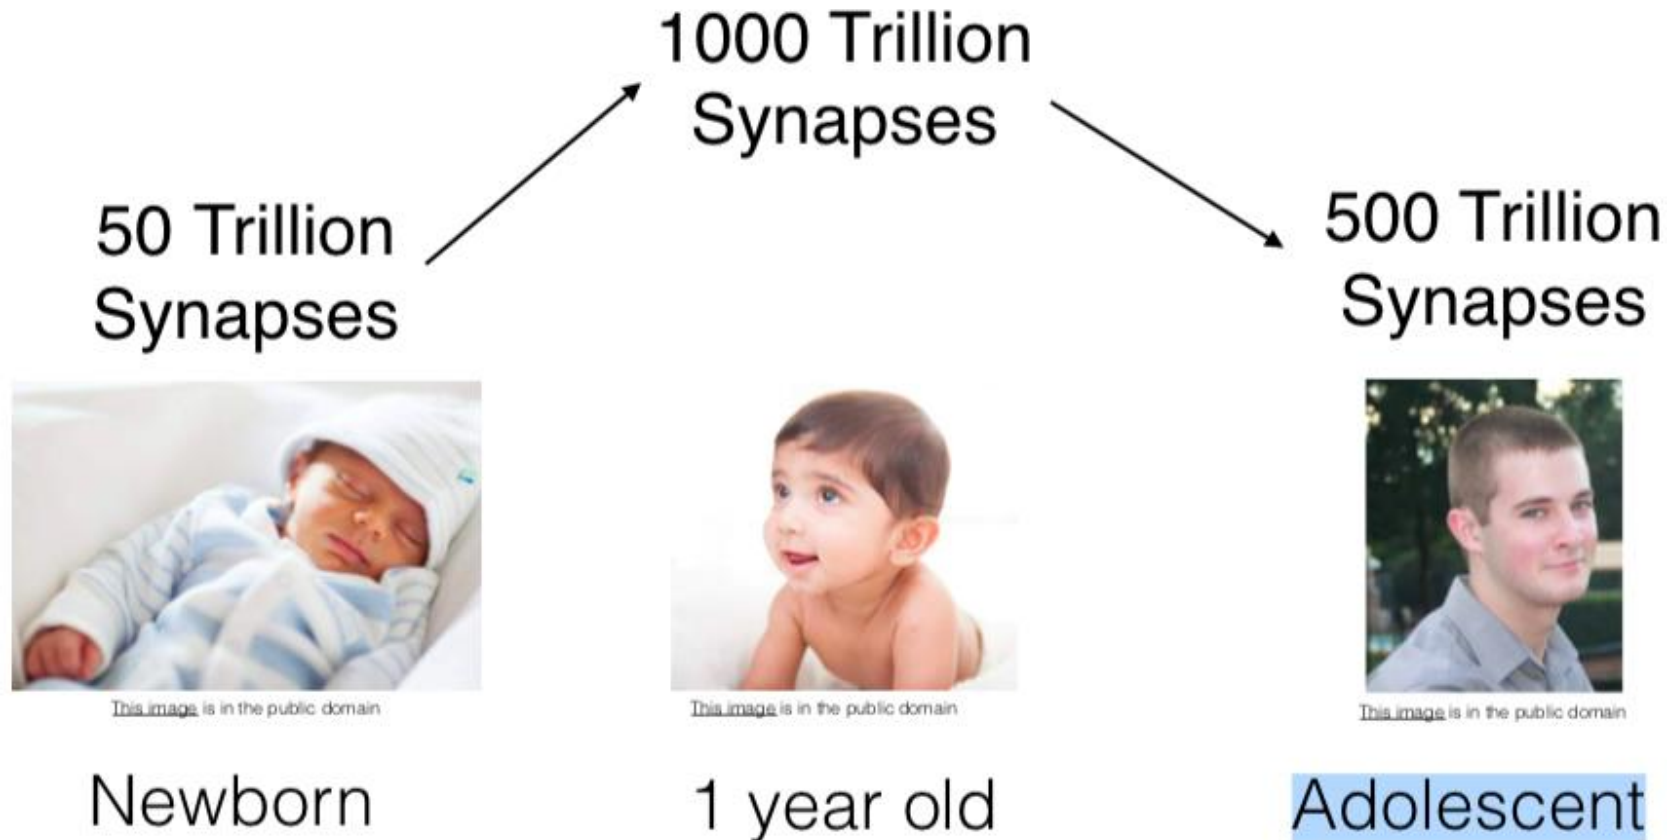 1000 Trillion
Synapses
50 Trillion
Synapses
500 Trillion
Synapses
This image is in the public domain
This image is in the public domain
This image is in the public domain
Newborn
1 year old
Adolescent